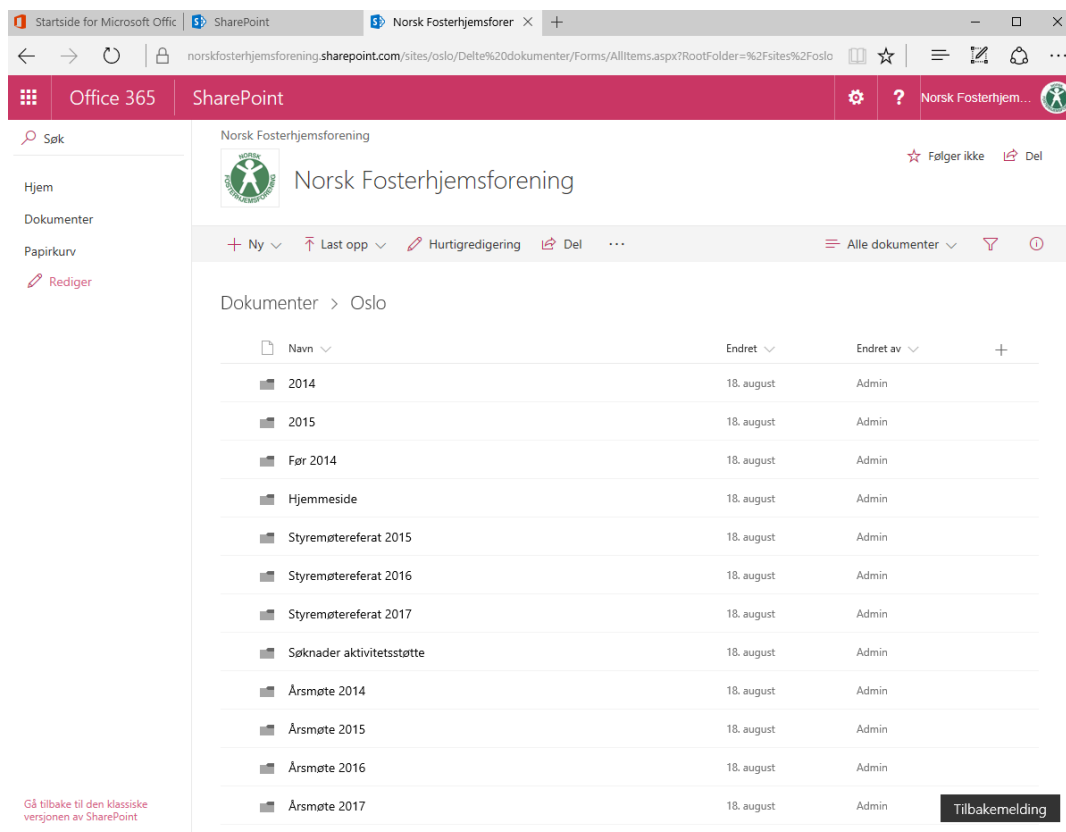 Startside for Microsoft Offic
SharePoint
Norsk Fosterhjemsforer
norskfosterhjemsforening.sharepoint.com/sites/oslo/Delte%20dokumenter/Forms/AllItems.aspx?RootFolder=%2Fsites%2Foslo
Office 365
SharePoint
? Norsk Fosterhjem...
Søk
Hjem
Dokumenter
Papirkurv
Rediger
Norsk Fosterhjemsforening
NORSK
FOSTERHJEMSFORENING
Norsk Fosterhjemsforening
Følger ikke
Del
Ny
Last opp
Hurtigredigering
Del
...
Alle dokumenter
Dokumenter > Oslo
Navn
Endret
Endret av
2014 18. august Admin
2015 18. august Admin
Før 2014 18. august Admin
Hjemmeside 18. august Admin
Styremøtereferat 2015 18. august Admin
Styremøtereferat 2016 18. august Admin
Styremøtereferat 2017 18. august Admin
Søknader aktivitetsstøtte 18. august Admin
Årsmøte 2014 18. august Admin
Årsmøte 2015 18. august Admin
Årsmøte 2016 18. august Admin
Årsmøte 2017 18. august Admin
Gå tilbake til den klassiske
versjonen av SharePoint
Tilbakemelding